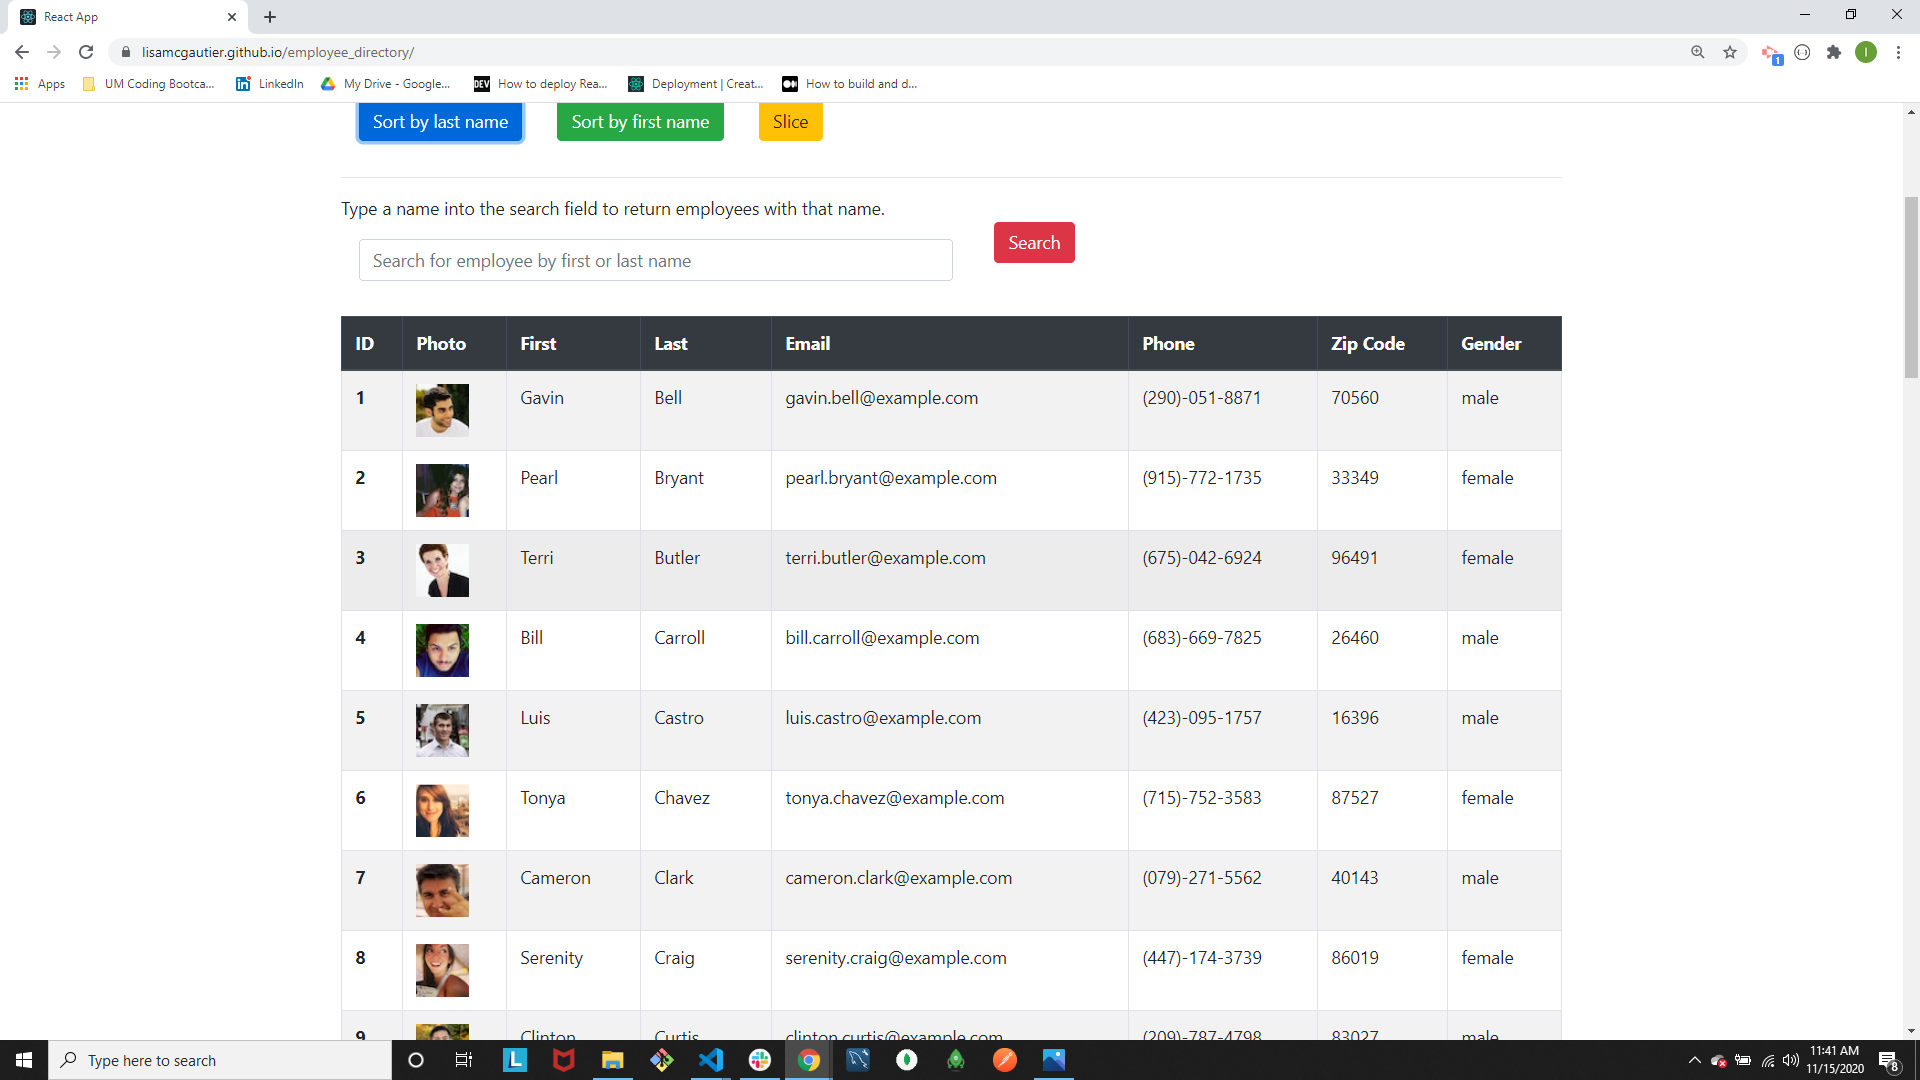 React App
lisamcgautier.github.io/employee_directory/
1
I
Apps UM Coding Bootca... LinkedIn My Drive - Google... DEV How to deploy Rea... Deployment | Creat... How to build and d...
Sort by last name Sort by first name Slice
Type a name into the search field to return employees with that name.
Search for employee by first or last name Search
ID Photo First Last Email Phone Zip Code Gender
1 Gavin Bell gavin.bell@example.com (290)-051-8871 70560 male
2 Pearl Bryant pearl.bryant@example.com (915)-772-1735 33349 female
3 Terri Butler terri.butler@example.com (675)-042-6924 96491 female
4 Bill Carroll bill.carroll@example.com (683)-669-7825 26460 male
5 Luis Castro luis.castro@example.com (423)-095-1757 16396 male
6 Tonya Chavez tonya.chavez@example.com (715)-752-3583 87527 female
7 Cameron Clark cameron.clark@example.com (079)-271-5562 40143 male
8 Serenity Craig serenity.craig@example.com (447)-174-3739 86019 female
9 Clinton Curtis clinton.curtis@example.com (209)-787-4798 83027 male
Type here to search
L
11:41 AM
11/15/2020
8